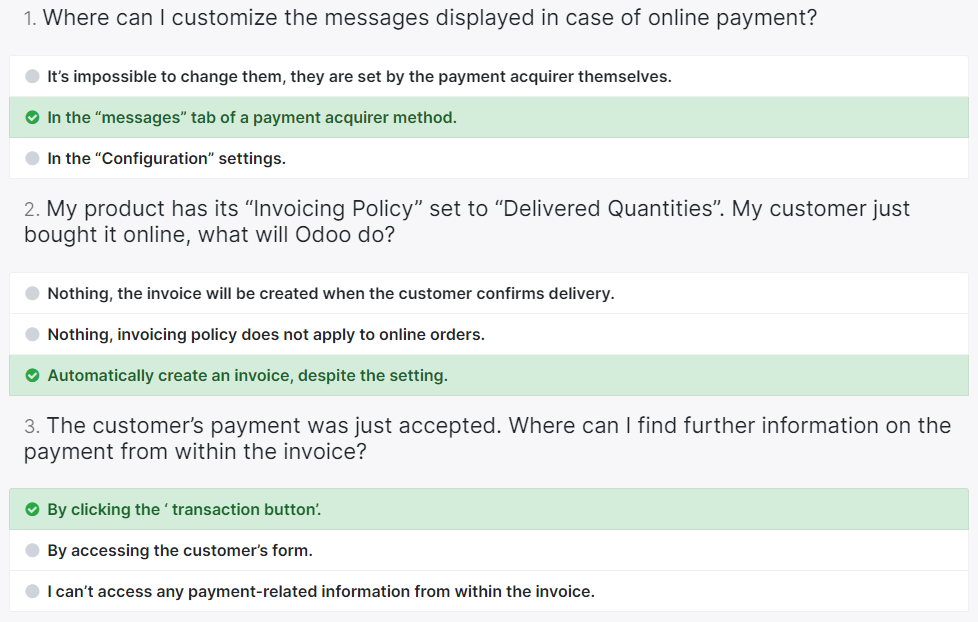 1. Where can I customize the messages displayed in case of online payment?
It’s impossible to change them, they are set by the payment acquirer themselves.
In the “messages” tab of a payment acquirer method.
In the “Configuration” settings.
2. My product has its “Invoicing Policy” set to “Delivered Quantities”. My customer just
bought it online, what will Odoo do?
Nothing, the invoice will be created when the customer confirms delivery.
Nothing, invoicing policy does not apply to online orders.
Automatically create an invoice, despite the setting.
3. The customer’s payment was just accepted. Where can I find further information on the
payment from within the invoice?
By clicking the ‘ transaction button’.
By accessing the customer’s form.
I can’t access any payment-related information from within the invoice.